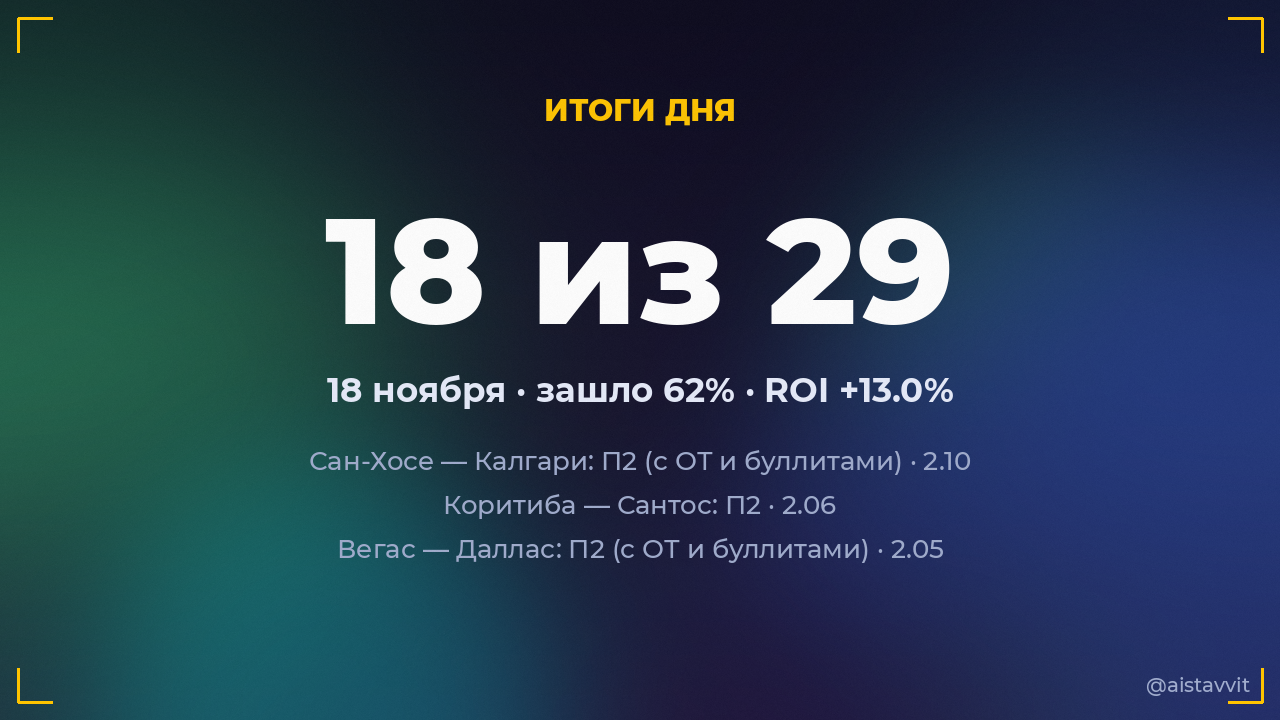 ИТОГИ ДНЯ
18 из 29
18 ноября · зашло 62% · ROI +13.0%
Сан-Хосе — Калгари: П2 (с ОТ и буллитами) · 2.10
Коритиба — Сантос: П2 · 2.06
Вегас — Даллас: П2 (с ОТ и буллитами) · 2.05
@aistavvit